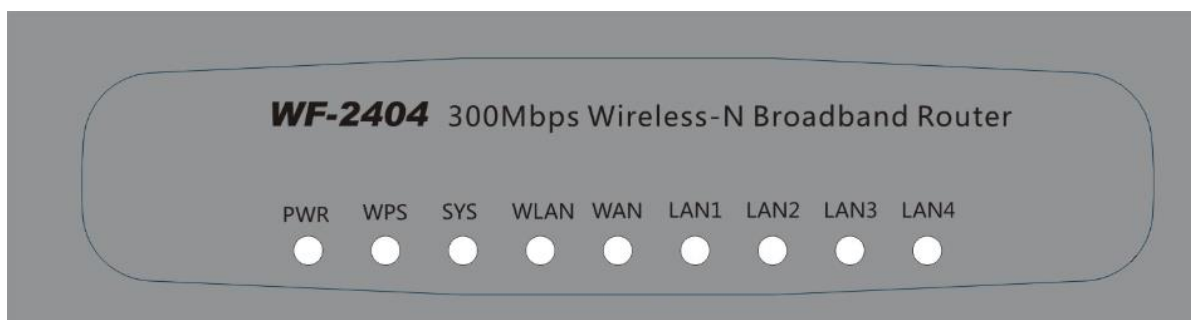 WF-2404 300Mbps Wireless-N Broadband Router
PWR WPS SYS WLAN WAN LAN1 LAN2 LAN3 LAN4